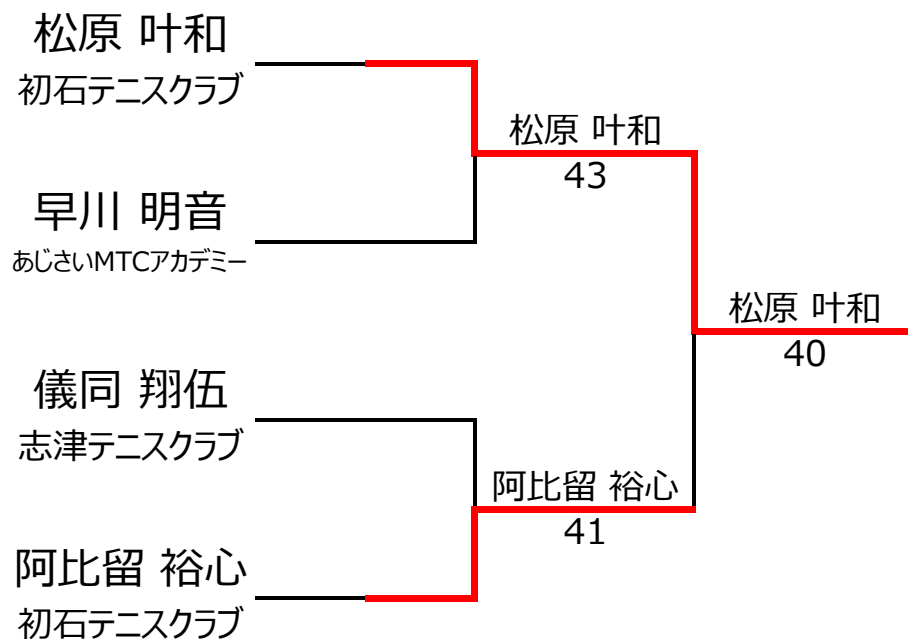 松原 叶和
初石テニスクラブ
松原 叶和
43
早川 明音
あじさいMTCアカデミー
松原 叶和
40
儀同 翔伍
志津テニスクラブ
阿比留 裕心
41
阿比留 裕心
初石テニスクラブ